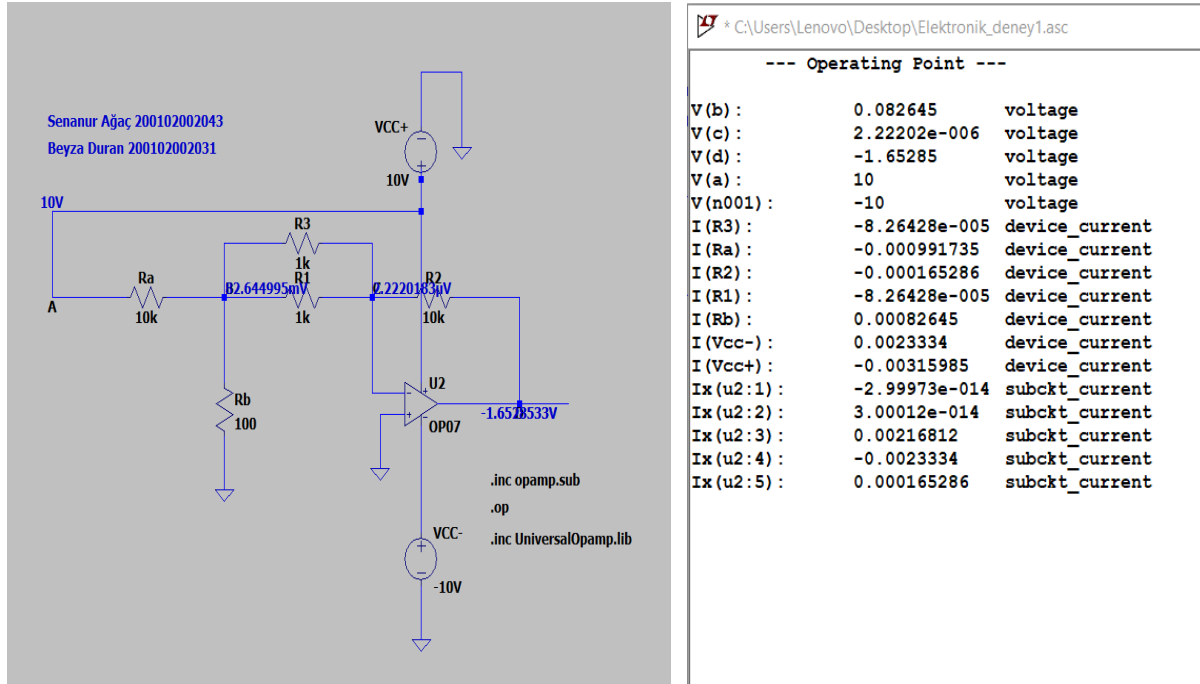 Senanur Ağaç 200102002043
Beyza Duran 200102002031
VCC+
10V
10V
R3
1k
Ra
10k
A
B2.644995mV
R1
1k
2.2220183µV
R2
10k
Rb
100
U2
OP07
-1.6528533V
.inc opamp.sub
.op
.inc UniversalOpamp.lib
VCC-
-10V
* C:\Users\Lenovo\Desktop\Elektronik_deney1.asc
--- Operating Point ---
V(b): 0.082645 voltage
V(c): 2.22202e-006 voltage
V(d): -1.65285 voltage
V(a): 10 voltage
V(n001): -10 voltage
I(R3): -8.26428e-005 device_current
I(Ra): -0.000991735 device_current
I(R2): -0.000165286 device_current
I(R1): -8.26428e-005 device_current
I(Rb): 0.00082645 device_current
I(Vcc-): 0.0023334 device_current
I(Vcc+): -0.00315985 device_current
Ix(u2:1): -2.99973e-014 subckt_current
Ix(u2:2): 3.00012e-014 subckt_current
Ix(u2:3): 0.00216812 subckt_current
Ix(u2:4): -0.0023334 subckt_current
Ix(u2:5): 0.000165286 subckt_current